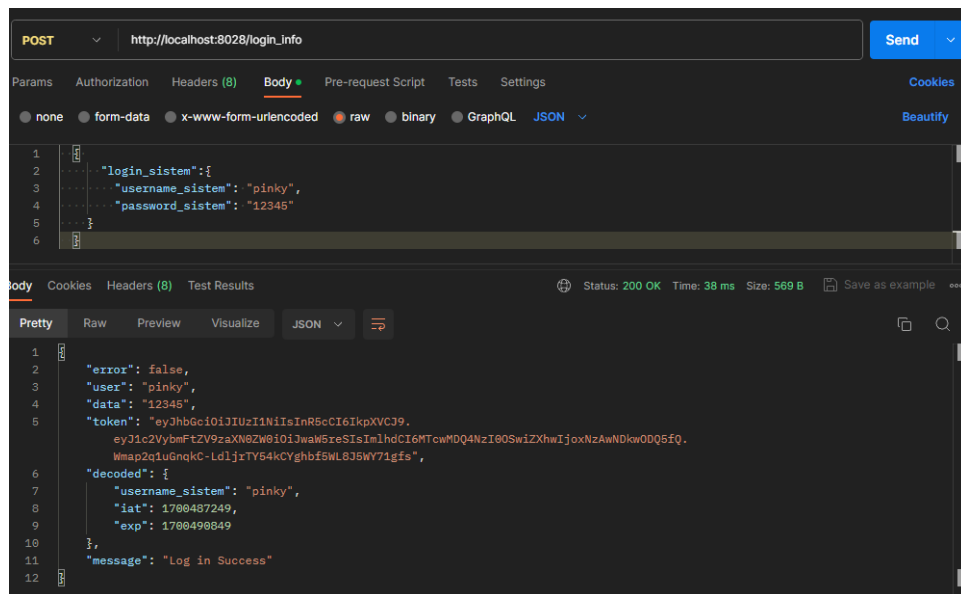 POST http://localhost:8028/login_info Send
Params Authorization Headers (8) Body Pre-request Script Tests Settings Cookies
none form-data x-www-form-urlencoded raw binary GraphQL JSON Beautify
1 {
2 "login_sistem":{
3 "username_sistem": "pinky",
4 "password_sistem": "12345"
5 }
6 }
Body Cookies Headers (8) Test Results Status: 200 OK Time: 38 ms Size: 569 B Save as example
Pretty Raw Preview Visualize JSON
1 {
2 "error": false,
3 "user": "pinky",
4 "data": "12345",
5 "token": "eyJhbGciOiJIUzI1NiIsInR5cCI6IkpXVCJ9.
eyJ1c2VybmFtZV9zaXN0ZW0iOiJwaW5reSIsImlhdCI6MTcwMDQ4NzI0OSwiZXhwIjoxNzAwNDkwODQ5fQ.
Wmap2q1uGnqkC-LdljrTY54kCYghbf5WL8J5WY71gfs",
6 "decoded": {
7 "username_sistem": "pinky",
8 "iat": 1700487249,
9 "exp": 1700490849
10 },
11 "message": "Log in Success"
12 }